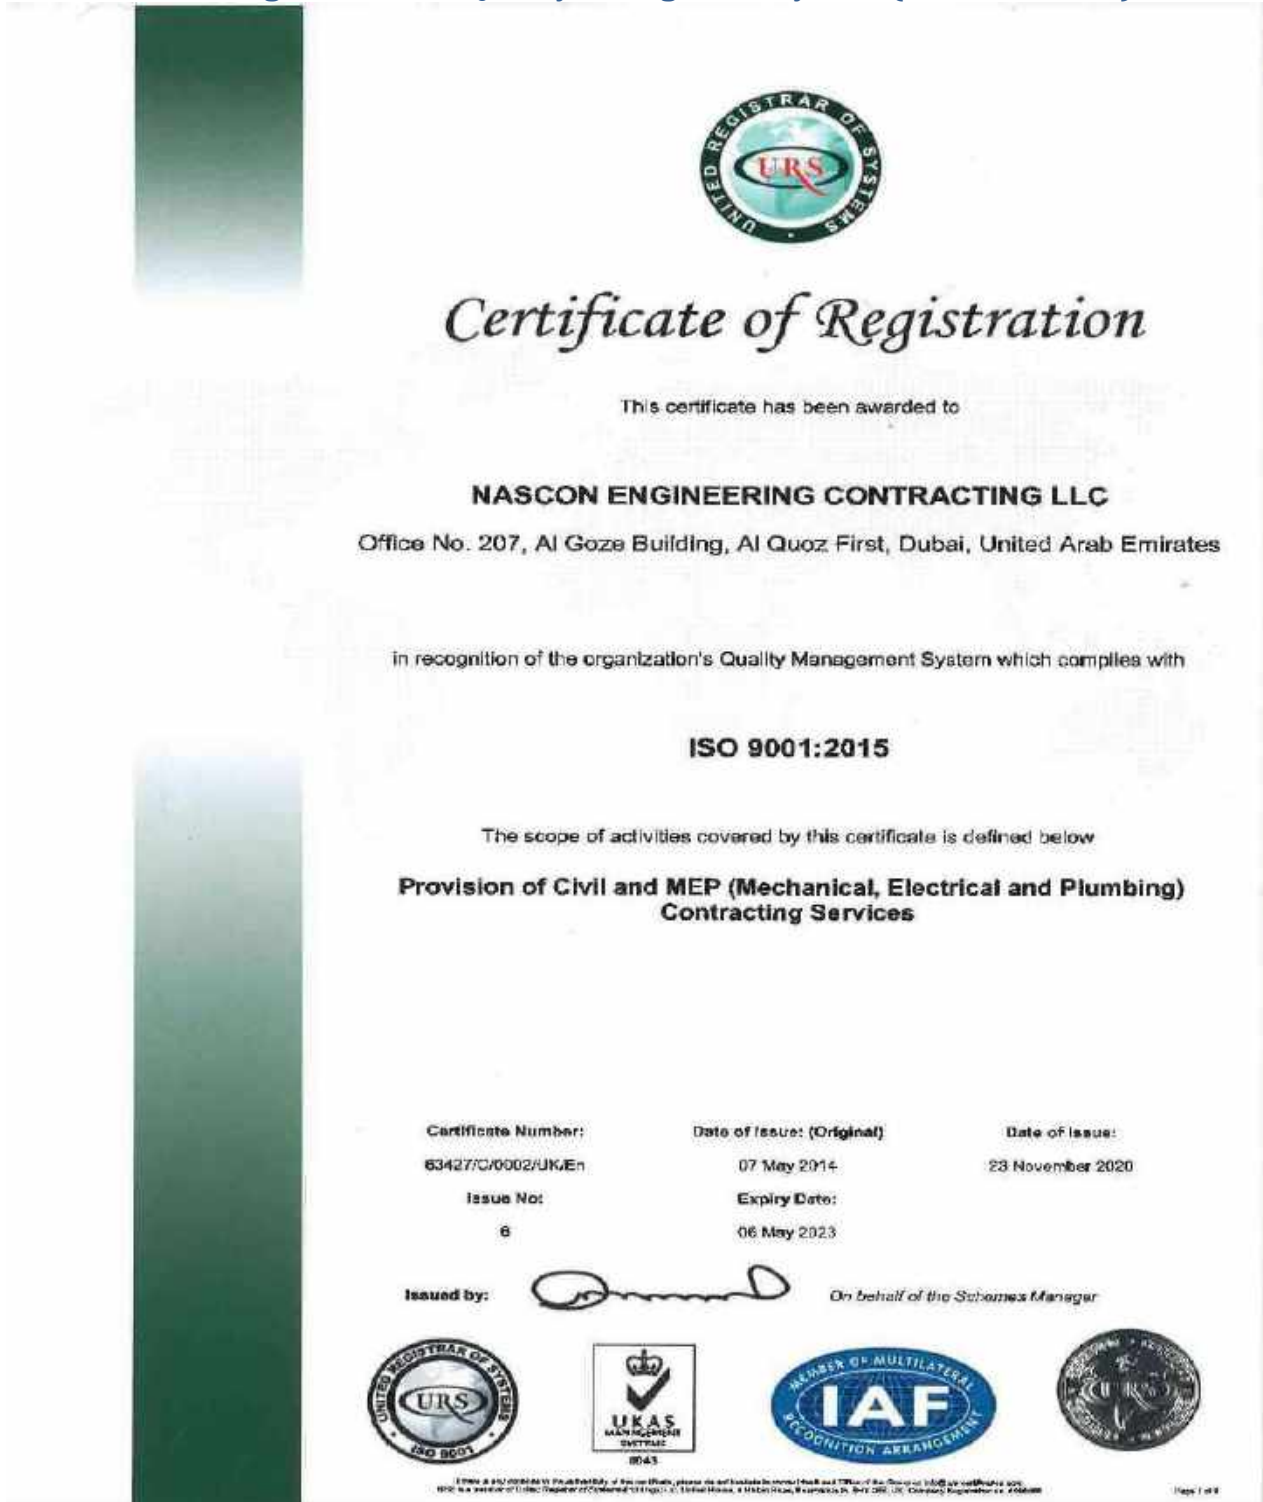 UNITED REGISTRAR OF SYSTEMS
URS
Certificate of Registration
This certificate has been awarded to
NASCON ENGINEERING CONTRACTING LLC
Office No. 207, Al Goze Building, Al Quoz First, Dubai, United Arab Emirates
in recognition of the organization's Quality Management System which complies with
ISO 9001:2015
The scope of activities covered by this certificate is defined below
Provision of Civil and MEP (Mechanical, Electrical and Plumbing)
Contracting Services
Certificate Number: Date of Issue: (Original) Date of Issue:
63427/C/0002/UK/En 07 May 2014 23 November 2020
Issue No: Expiry Date:
6 06 May 2023
Issued by: On behalf of the Schemes Manager
UNITED REGISTRAR OF SYSTEMS
URS
ISO 9001
UKAS
MANAGEMENT
SYSTEMS
0043
MEMBER OF MULTILATERAL
IAF
RECOGNITION ARRANGEMENT
URS